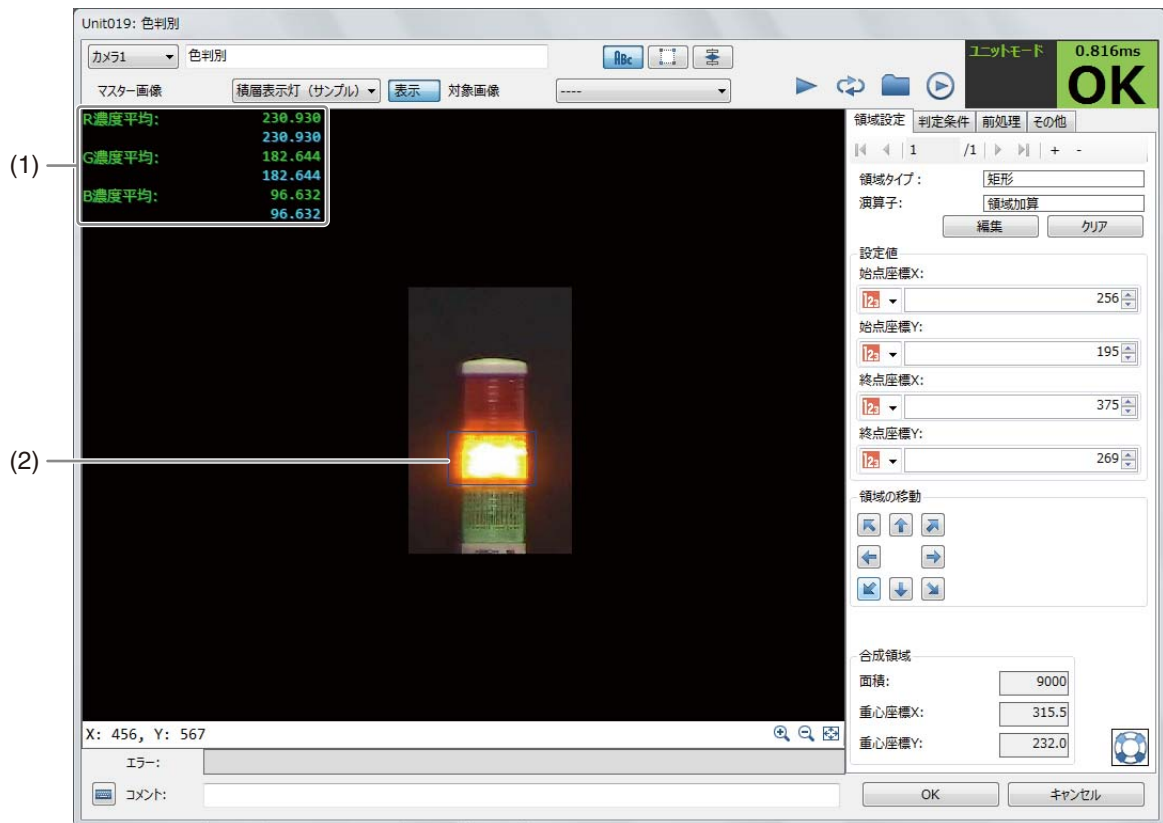 Unit019: 色判別
カメラ1 色判別 ABC
ユニットモード 0.816ms
OK
マスター画像 積層表示灯（サンプル） 表示 対象画像 ----
(1)
R濃度平均: 230.930
230.930
G濃度平均: 182.644
182.644
B濃度平均: 96.632
96.632
(2)
領域設定 判定条件 前処理 その他
1 /1 + -
領域タイプ： 矩形
演算子: 領域加算
編集 クリア
設定値
始点座標X:
123 256
始点座標Y:
123 195
終点座標X:
123 375
終点座標Y:
123 269
領域の移動
合成領域
面積: 9000
重心座標X: 315.5
重心座標Y: 232.0
X: 456, Y: 567
エラー:
コメント:
OK キャンセル